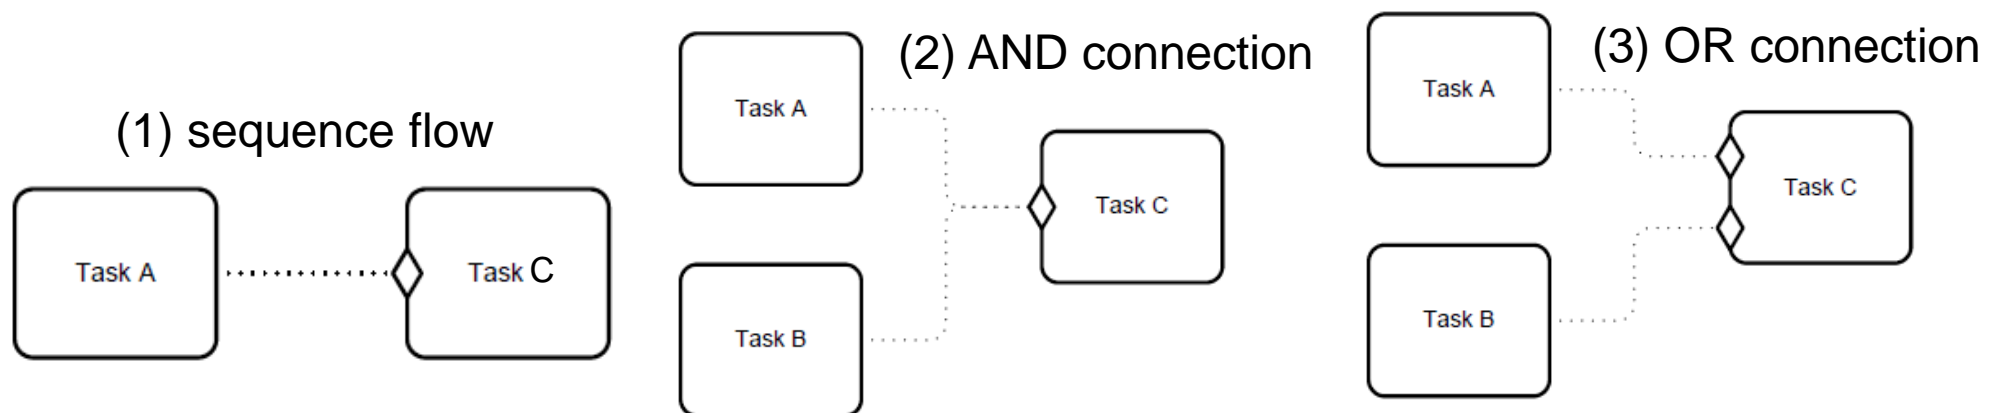 (1) sequence flow
Task A
Task C
(2) AND connection
Task A
Task C
Task B
(3) OR connection
Task A
Task C
Task B